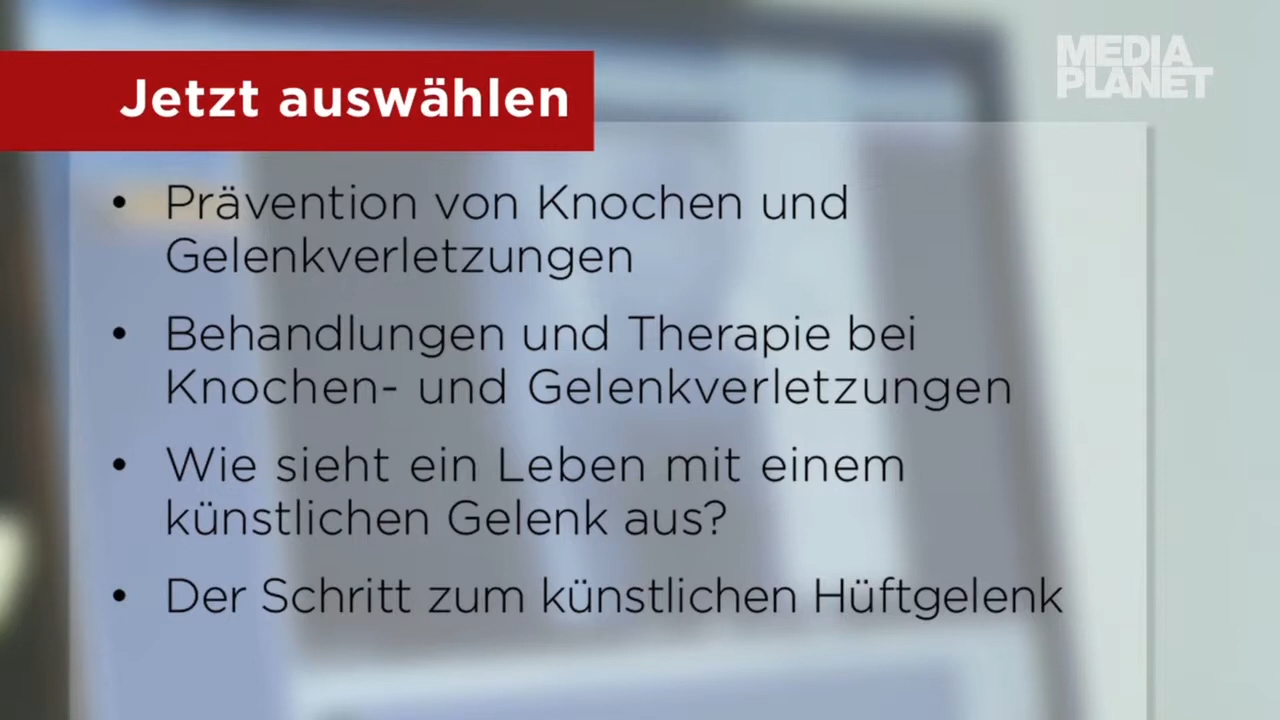 MEDIA
PLANET
Jetzt auswählen
• Prävention von Knochen und
Gelenkverletzungen
• Behandlungen und Therapie bei
Knochen- und Gelenkverletzungen
• Wie sieht ein Leben mit einem
künstlichen Gelenk aus?
• Der Schritt zum künstlichen Hüftgelenk